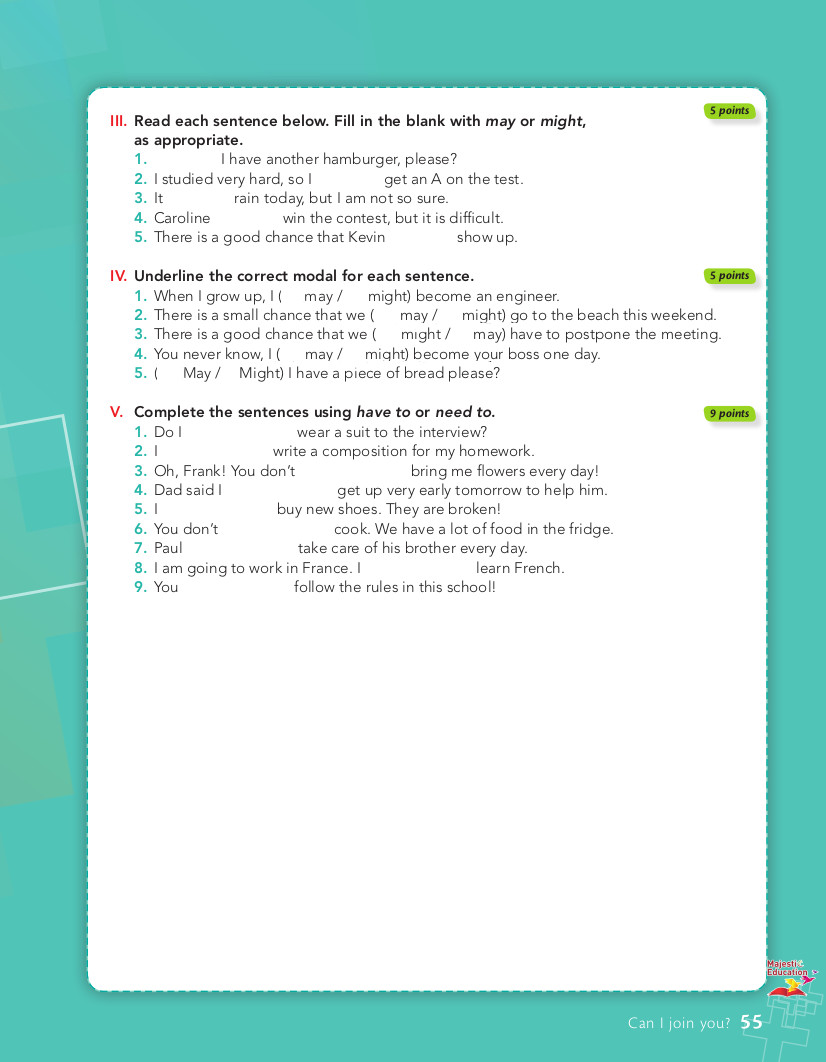 5 points
III. Read each sentence below. Fill in the blank with may or might,
as appropriate.
1. I have another hamburger, please?
2. I studied very hard, so I get an A on the test.
3. It rain today, but I am not so sure.
4. Caroline win the contest, but it is difficult.
5. There is a good chance that Kevin show up.
IV. Underline the correct modal for each sentence. 5 points
1. When I grow up, I ( may / might) become an engineer.
2. There is a small chance that we ( may / might) go to the beach this weekend.
3. There is a good chance that we ( might / may) have to postpone the meeting.
4. You never know, I ( may / might) become your boss one day.
5. ( May / Might) I have a piece of bread please?
V. Complete the sentences using have to or need to. 9 points
1. Do I wear a suit to the interview?
2. I write a composition for my homework.
3. Oh, Frank! You don't bring me flowers every day!
4. Dad said I get up very early tomorrow to help him.
5. I buy new shoes. They are broken!
6. You don't cook. We have a lot of food in the fridge.
7. Paul take care of his brother every day.
8. I am going to work in France. I learn French.
9. You follow the rules in this school!
Majestic
Education
Can I join you? 55